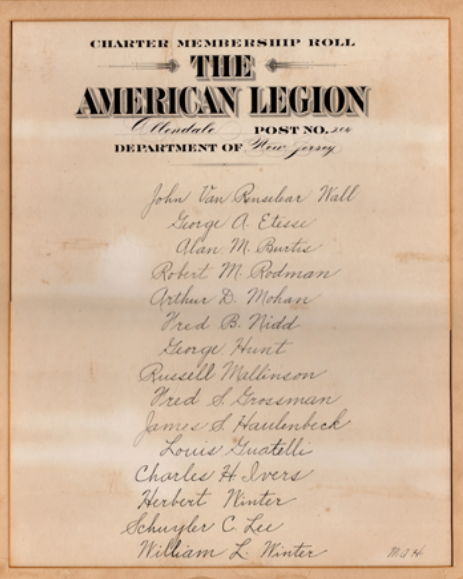 CHARTER MEMBERSHIP ROLL
THE
AMERICAN LEGION
Allendale POST NO. 204
DEPARTMENT OF New Jersey
John Van Renselear Wall
George A. Etesse
Alan M. Burtis
Robert M. Rodman
Arthur D. Mohan
Fred B. Nidd
George Hunt
Russell Mallinson
Fred S. Grossman
James S. Haulenbeck
Louis Guatelli
Charles H Ivers
Herbert Winter
Schuyler C. Lee
William L. Winter
M.A.H.